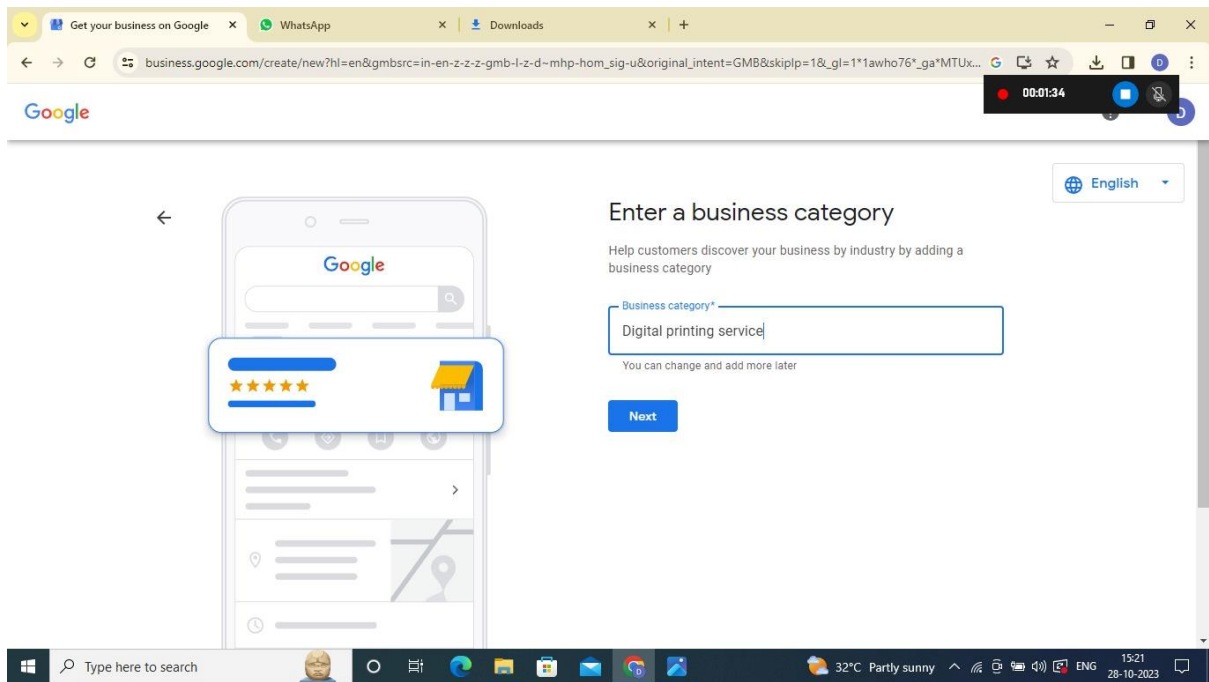 Get your business on Google
WhatsApp
Downloads
business.google.com/create/new?hl=en&gmbsrc=in-en-z-z-z-gmb-l-z-d~mhp-hom_sig-u&original_intent=GMB&skiplp=1&_gl=1*1awho76*_ga*MTUx...
G
D
00:01:34
Google
D
English
Enter a business category
Help customers discover your business by industry by adding a
business category
Google
Business category*
Digital printing service
You can change and add more later
Next
Type here to search
32°C Partly sunny
ENG
15:21
28-10-2023